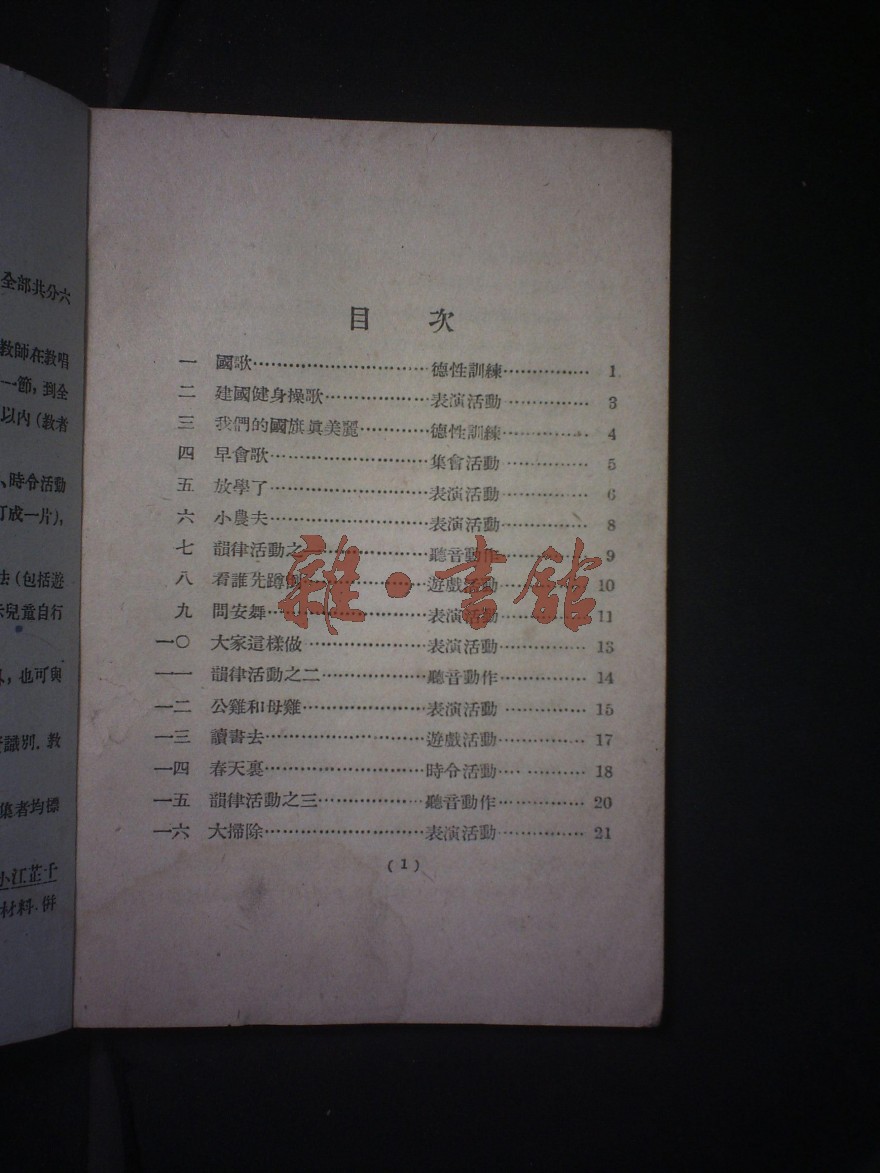 全部共分六
教師在教唱
一節，到全
以內（教者
、時令活動
打成一片），
法（包括遊
示兒童自行
，也可與
識別．教
集者均標
小江芷千
材料．併
目 次
一 國歌……………………………德性訓練…………… 1
二 建國健身操歌………………表演活動…………… 3
三 我們的國旗眞美麗…………德性訓練…………… 4
四 早會歌…………………………集會活動…………… 5
五 放學了…………………………表演活動…………… 6
六 小農夫…………………………表演活動…………… 8
七 韻律活動之一………………聽音動作…………… 9
八 看誰先蹲倒…………………遊戲活動…………… 10
九 問安舞…………………………表演活動…………… 11
一〇 大家這樣做…………………表演活動…………… 13
一一 韻律活動之二………………聽音動作…………… 14
一二 公雞和母雞…………………表演活動…………… 15
一三 讀書去………………………遊戲活動…………… 17
一四 春天裏………………………時令活動…………… 18
一五 韻律活動之三………………聽音動作…………… 20
一六 大掃除………………………表演活動…………… 21
（1）
雜·書館